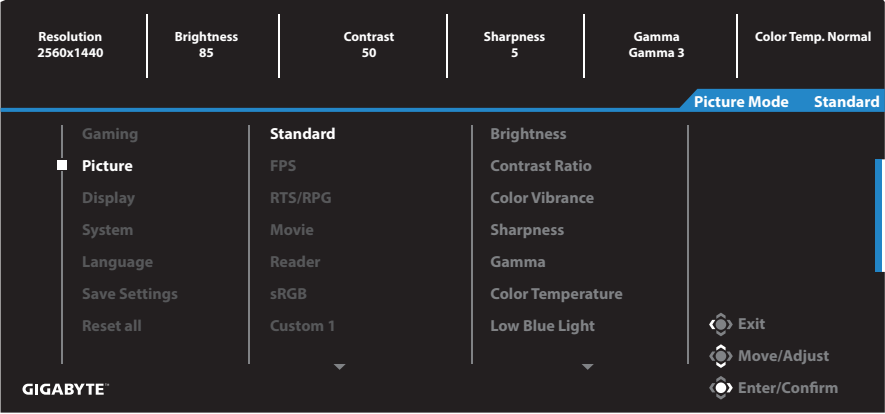 Resolution
2560x1440
Brightness
85
Contrast
50
Sharpness
5
Gamma
Gamma 3
Color Temp. Normal
Picture Mode Standard
Gaming
Picture
Display
System
Language
Save Settings
Reset all
Standard
FPS
RTS/RPG
Movie
Reader
sRGB
Custom 1
Brightness
Contrast Ratio
Color Vibrance
Sharpness
Gamma
Color Temperature
Low Blue Light
Exit
Move/Adjust
Enter/Confirm
GIGABYTE™